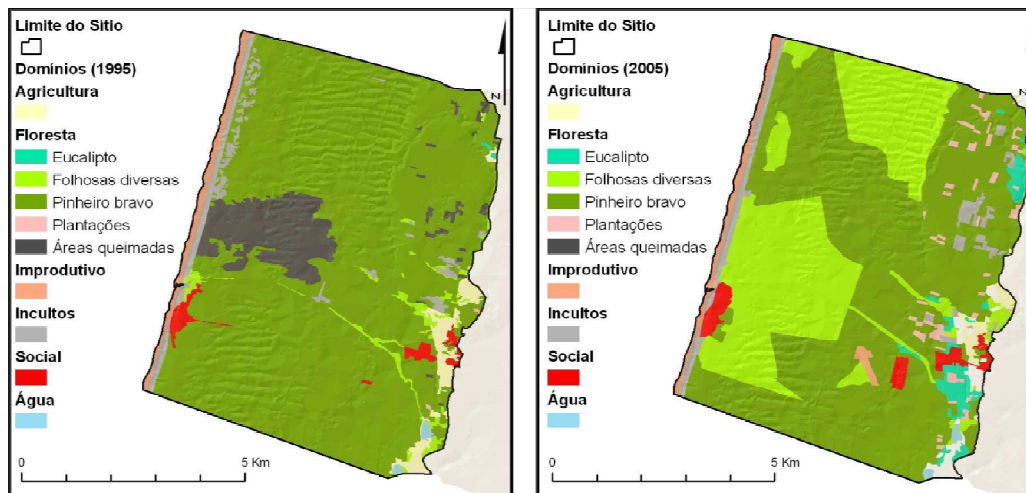 Limite do Sítio
Domínios (1995)
Agricultura
Floresta
Eucalipto
Folhosas diversas
Pinheiro bravo
Plantações
Áreas queimadas
Improdutivo
Incultos
Social
Água
0 5 Km
N
Limite do Sítio
Domínios (2005)
Agricultura
Floresta
Eucalipto
Folhosas diversas
Pinheiro bravo
Plantações
Áreas queimadas
Improdutivo
Incultos
Social
Água
0 5 Km
N